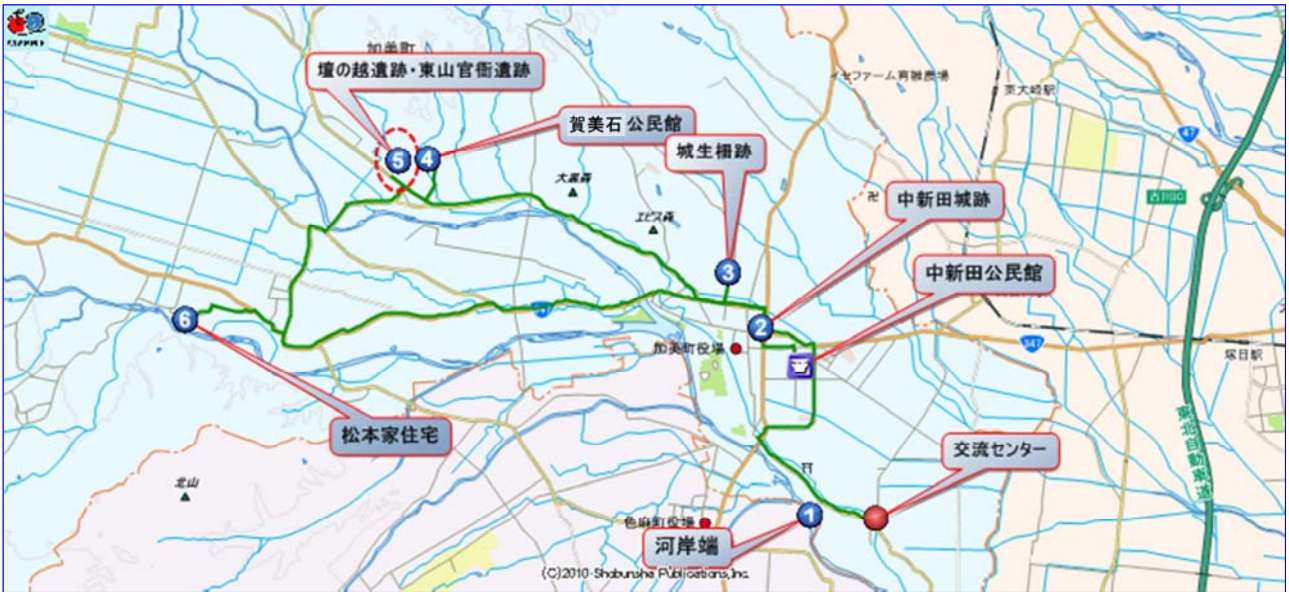 加美町
壇の越遺跡・東山官衙遺跡
イセファーム育雛農場
東大崎駅
賀美石 公民館
47
城生柵跡
5
4
大黒森
中新田城跡
卍
古川IC
エビス森
中新田公民館
3
6
2
加美町役場
347
塚目駅
松本家住宅
交流センター
東北自動車道
北山
1
色麻町役場
河岸端
(C)2010 Shobunsha Publications,Inc.